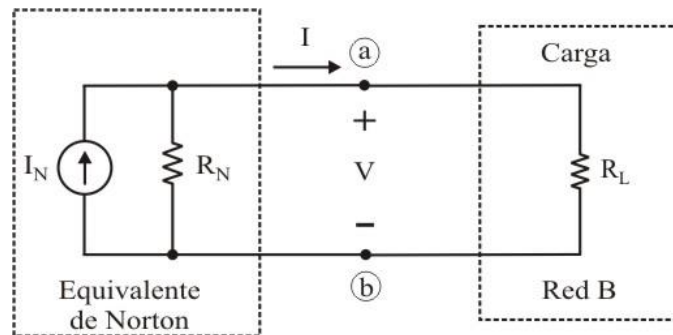 I
a
Carga
I_N
R_N
+
V
−
R_L
b
Equivalente
de Norton
Red B